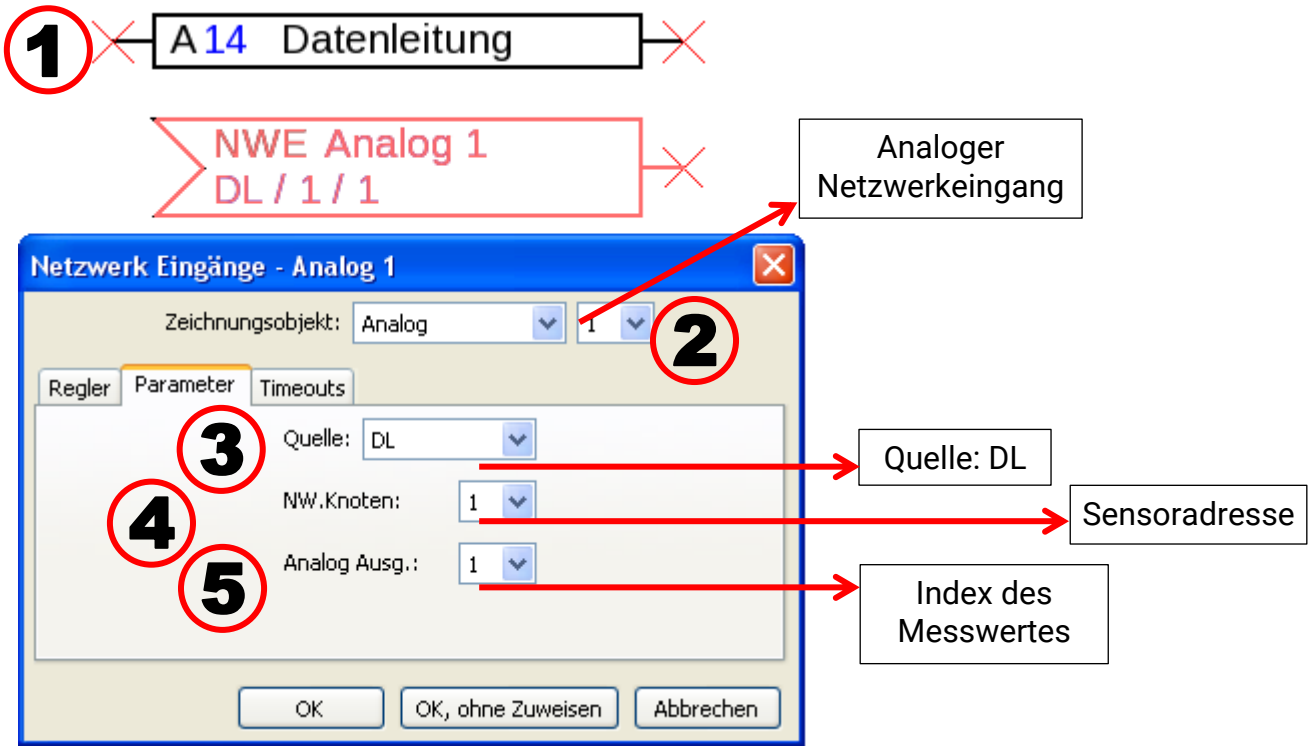 1
A 14 Datenleitung
NWE Analog 1
DL / 1 / 1
Analoger
Netzwerkeingang
Netzwerk Eingänge - Analog 1
Zeichnungsobjekt: Analog 1
2
Regler Parameter Timeouts
3 Quelle: DL
Quelle: DL
4 NW.Knoten: 1
Sensoradresse
5 Analog Ausg.: 1
Index des
Messwertes
OK OK, ohne Zuweisen Abbrechen